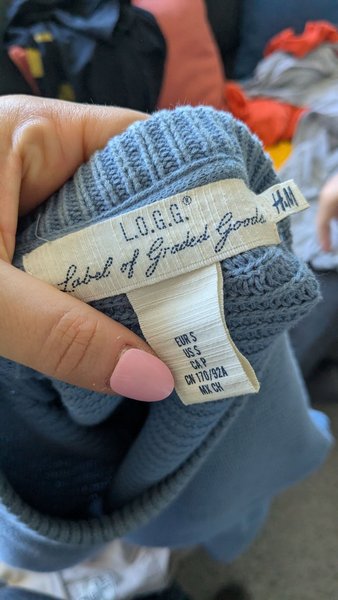 L.O.G.G.®
Label of Graded Goods
H&M
EUR S
US S
CA P
CN 170/92A
MX CH